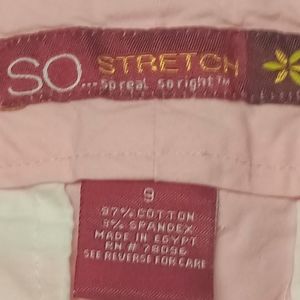 SO STRETCH
...so real so right™
9
97% COTTON
3% SPANDEX
MADE IN EGYPT
RN # 78096
SEE REVERSE FOR CARE